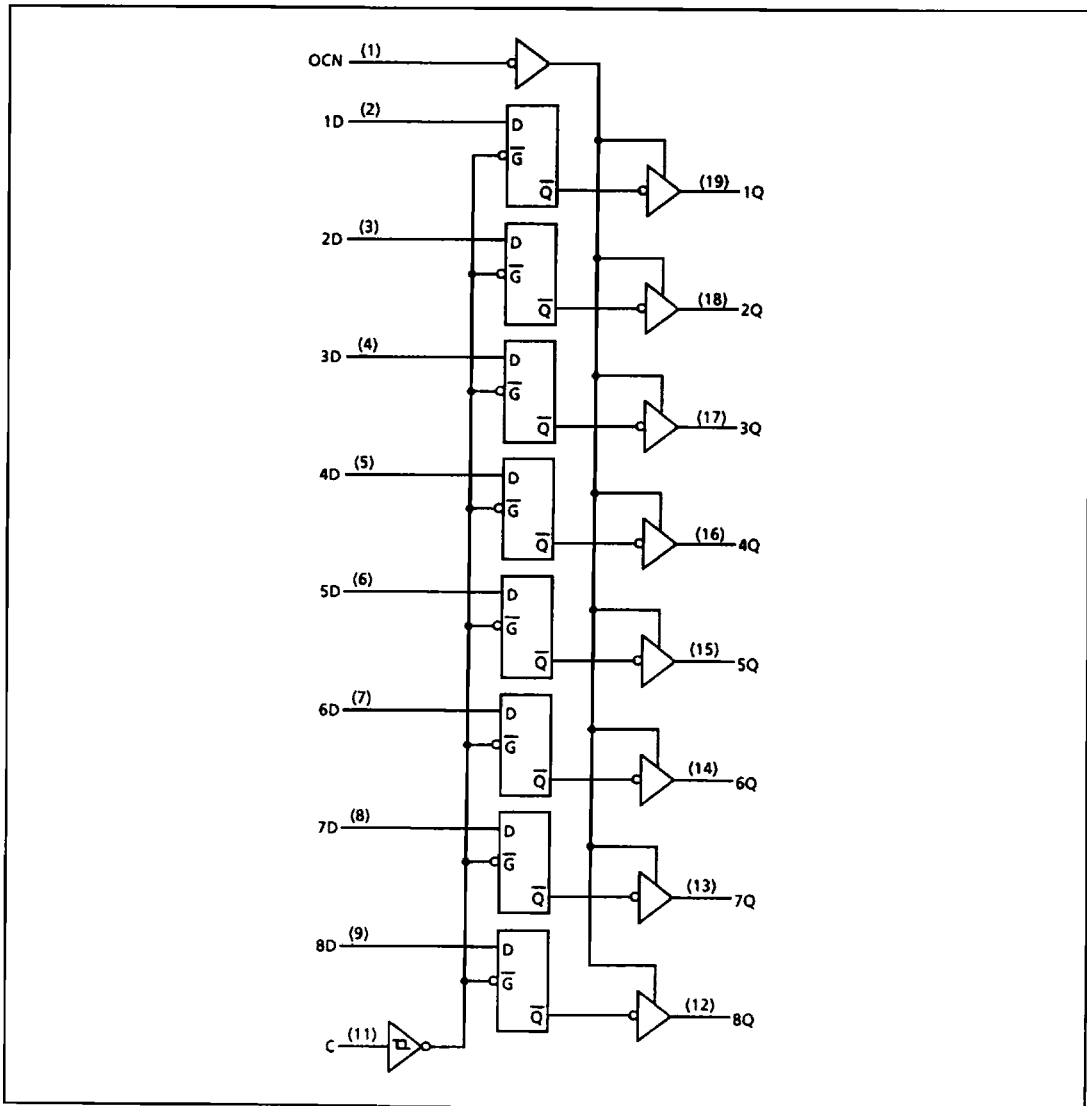 OCN (1)
1D (2)
D
G̅
Q̅
(19) 1Q
2D (3)
D
G̅
Q̅
(18) 2Q
3D (4)
D
G̅
Q̅
(17) 3Q
4D (5)
D
G̅
Q̅
(16) 4Q
5D (6)
D
G̅
Q̅
(15) 5Q
6D (7)
D
G̅
Q̅
(14) 6Q
7D (8)
D
G̅
Q̅
(13) 7Q
8D (9)
D
G̅
Q̅
(12) 8Q
C (11)